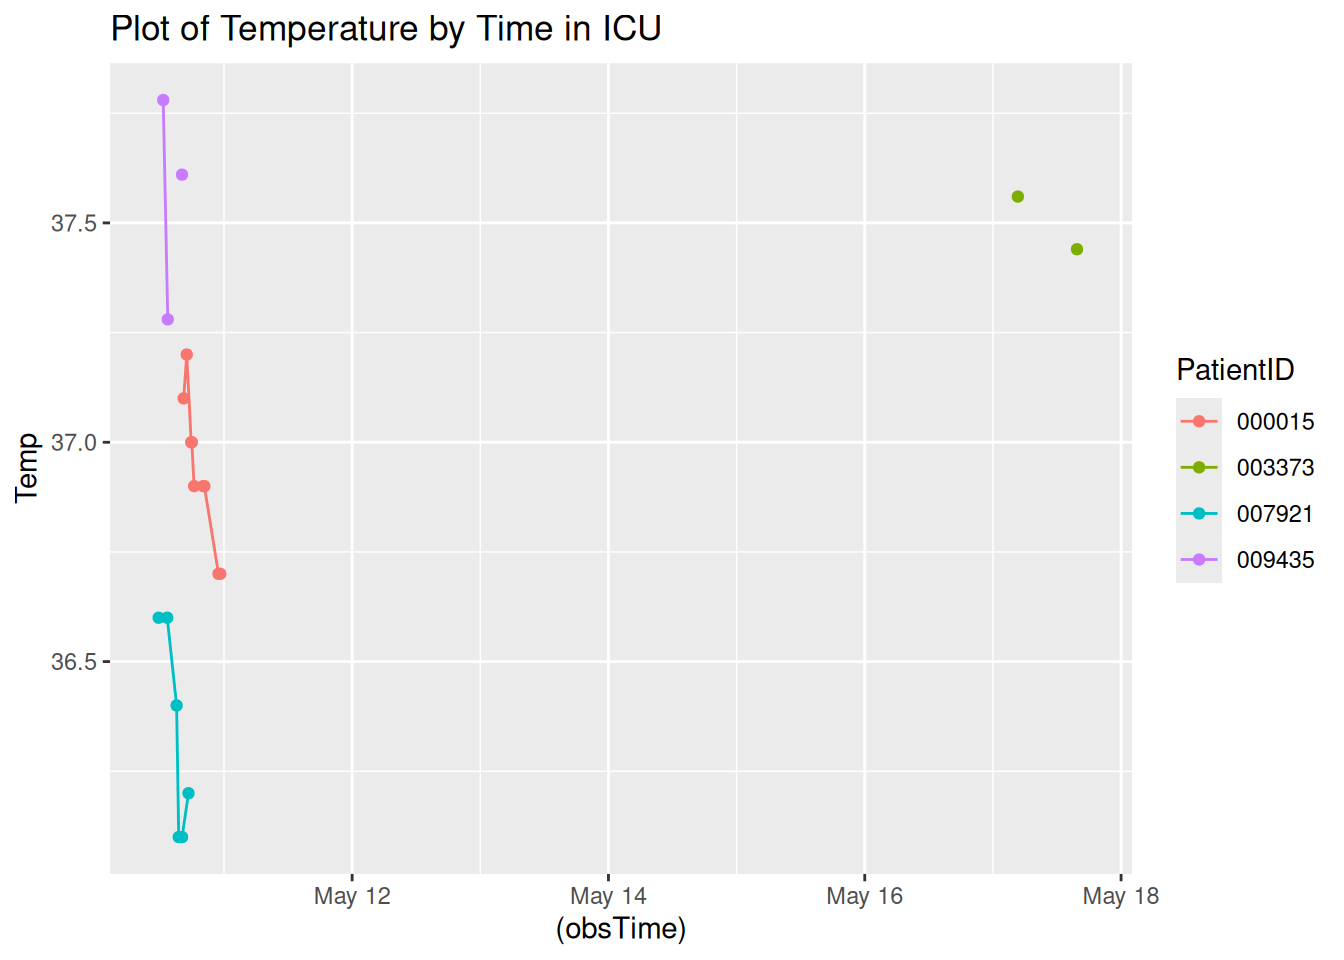 Plot of Temperature by Time in ICU
37.5
37.0
36.5
Temp
May 12
May 14
May 16
May 18
(obsTime)
PatientID
000015
003373
007921
009435